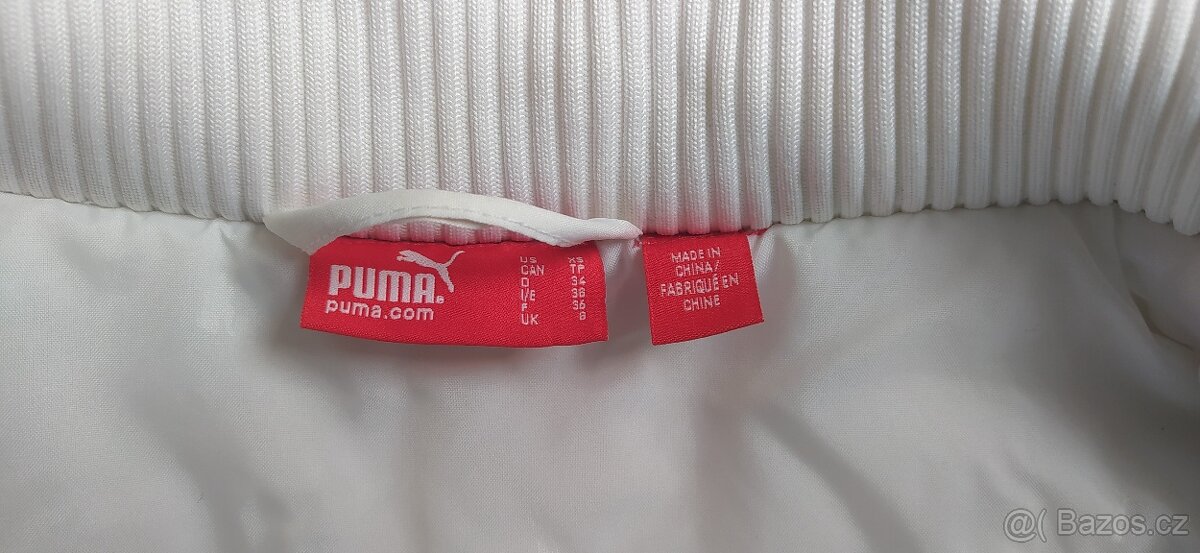 PUMA®
puma.com
US XS
CAN TP
D 34
I/E 38
F 36
UK 8
MADE IN
CHINA/
FABRIQUÉ EN
CHINE
@( Bazos.cz